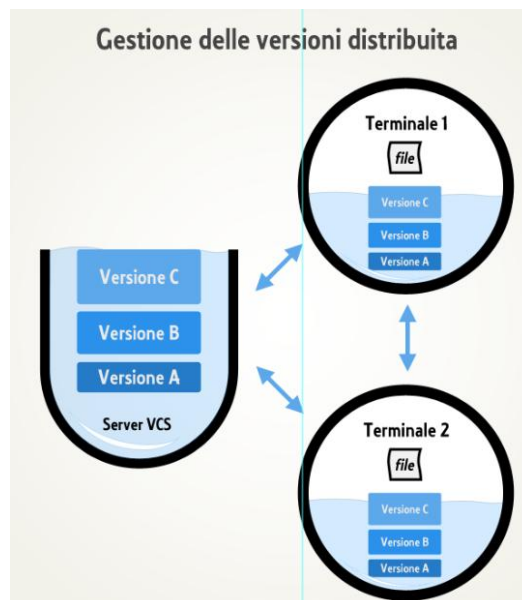 Gestione delle versioni distribuita
Terminale 1
file
Versione C
Versione B
Versione A
Versione C
Versione B
Versione A
Server VCS
Terminale 2
file
Versione C
Versione B
Versione A